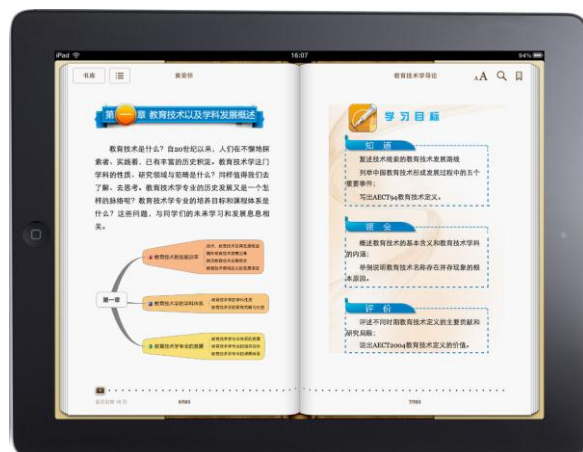 iPad
16:07
94%
书库
黄荣怀
教育技术学导论
AA
第一章 教育技术以及学科发展概述
教育技术是什么？自20世纪以来，人们在不懈地探
索者、实践着，已有丰富的历史积淀。教育技术学这门
学科的性质、研究领域与范畴是什么？同样值得我们去
了解、去思考。教育技术学专业的历史发展又是一个怎
样的脉络呢？教育技术学专业的培养目标和课程体系是
什么？这些问题，与同学们的未来学习和发展息息相
关。
第一章
教育技术的发展沿革
教育技术学的学科体系
教育技术学专业的发展
6/593
学习目标
知道
复述技术线索的教育技术发展路线
列举中国教育技术形成发展过程中的五个
重要事件；
写出AECT94教育技术定义。
领会
概述教育技术的基本含义和教育技术学科
的内涵；
举例说明教育技术名称存在并存现象的根
本原因。
评价
评述不同时期教育技术定义的主要贡献和
研究局限；
说出AECT2004教育技术定义的价值。
7/593